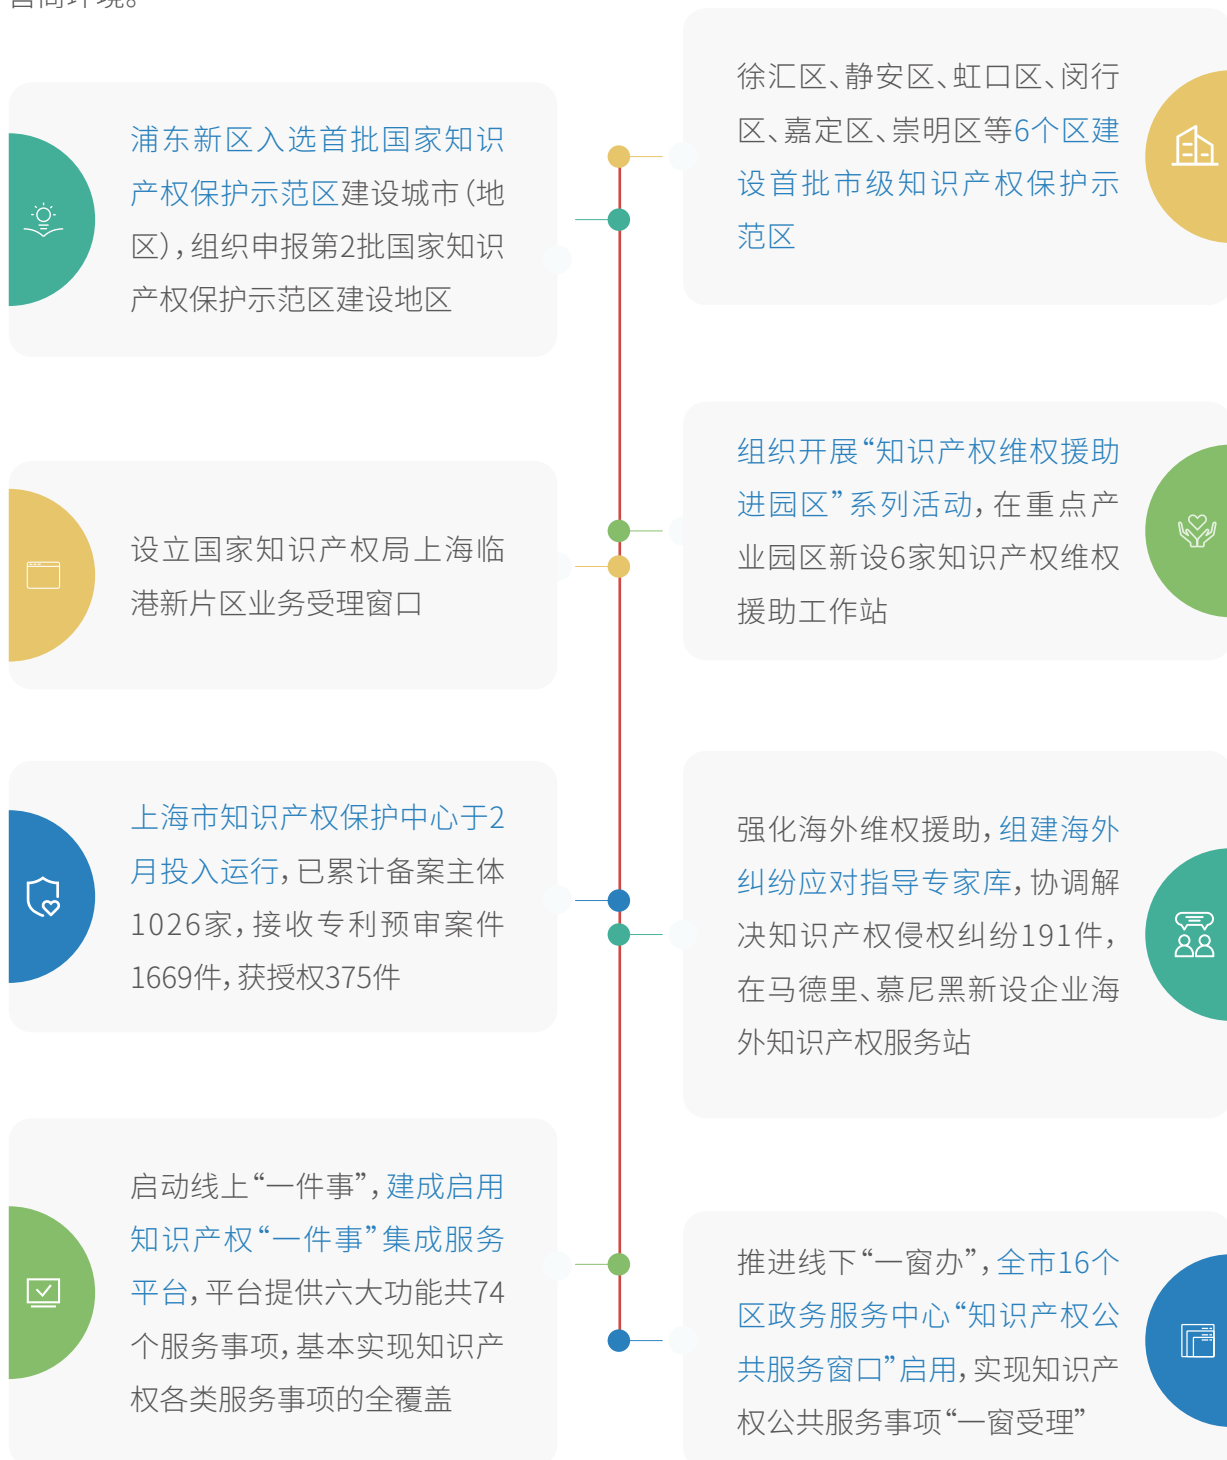 营商环境。
浦东新区入选首批国家知识
产权保护示范区建设城市（地
区），组织申报第2批国家知识
产权保护示范区建设地区
徐汇区、静安区、虹口区、闵行
区、嘉定区、崇明区等6个区建
设首批市级知识产权保护示
范区
设立国家知识产权局上海临
港新片区业务受理窗口
组织开展“知识产权维权援助
进园区”系列活动，在重点产
业园区新设6家知识产权维权
援助工作站
上海市知识产权保护中心于2
月投入运行，已累计备案主体
1026家，接收专利预审案件
1669件，获授权375件
强化海外维权援助，组建海外
纠纷应对指导专家库，协调解
决知识产权侵权纠纷191件，
在马德里、慕尼黑新设企业海
外知识产权服务站
启动线上“一件事”，建成启用
知识产权“一件事”集成服务
平台，平台提供六大功能共74
个服务事项，基本实现知识产
权各类服务事项的全覆盖
推进线下“一窗办”，全市16个
区政务服务中心“知识产权公
共服务窗口”启用，实现知识产
权公共服务事项“一窗受理”